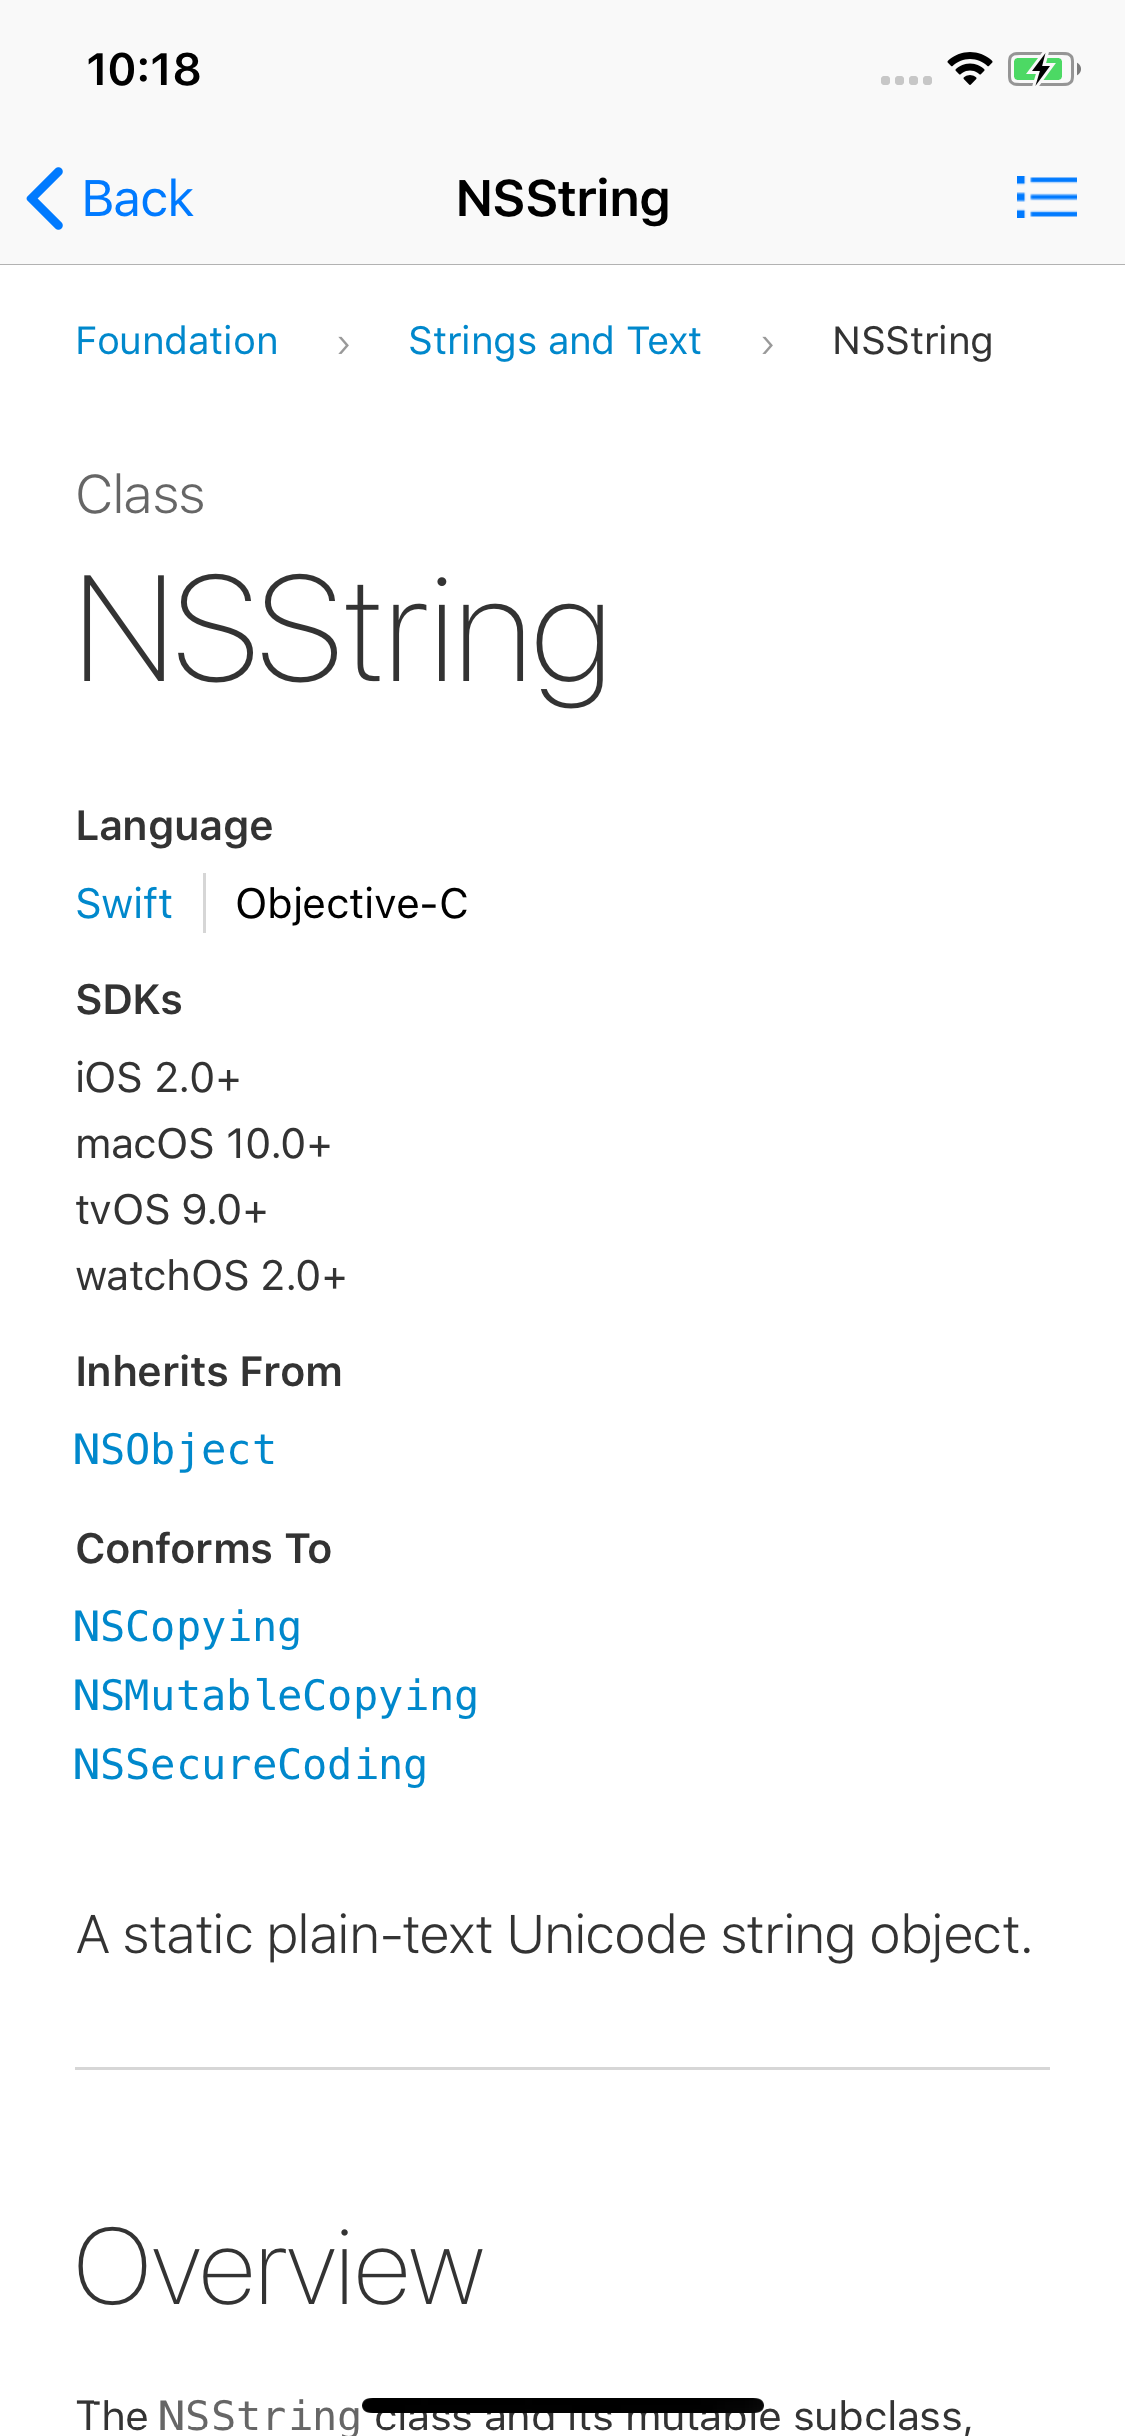 10:18
Back NSString
Foundation › Strings and Text › NSString
Class
NSString
Language
Swift Objective-C
SDKs
iOS 2.0+
macOS 10.0+
tvOS 9.0+
watchOS 2.0+
Inherits From
NSObject
Conforms To
NSCopying
NSMutableCopying
NSSecureCoding
A static plain-text Unicode string object.
Overview
The NSString class and its mutable subclass,